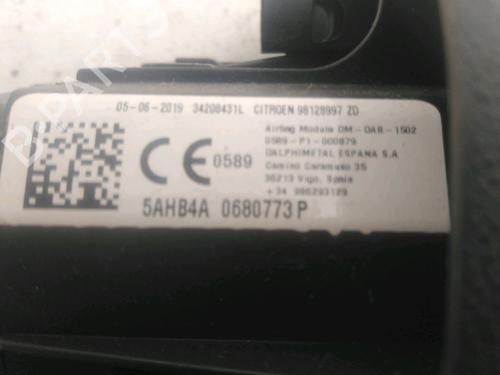 05-06-2019 34208431L CITROEN 98128997 ZD
Airbag Module DM-DAB-1502
0589-P1-000879
DALPHIMETAL ESPANA S.A
Camino Caramuxo 35
36213 Vigo, Spain
+34 986293129
CE 0589
5AHB4A 0680773P